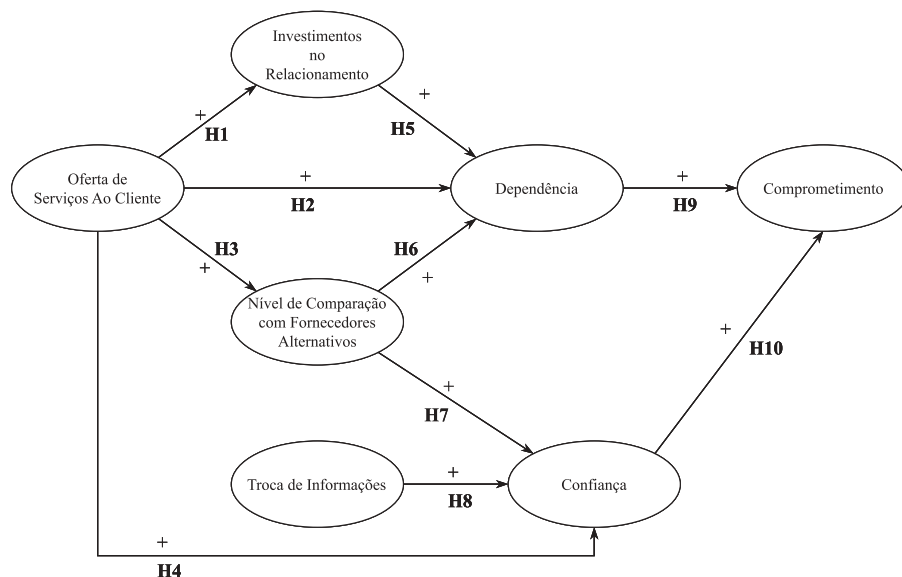 Investimentos
no
Relacionamento
+
H1
+
H5
Oferta de
Serviços Ao Cliente
+
H2
Dependência
+
H9
Comprometimento
H3
+
H6
+
Nível de Comparação
com Fornecedores
Alternativos
+
H7
+
H10
Troca de Informações
+
H8
Confiança
+
H4